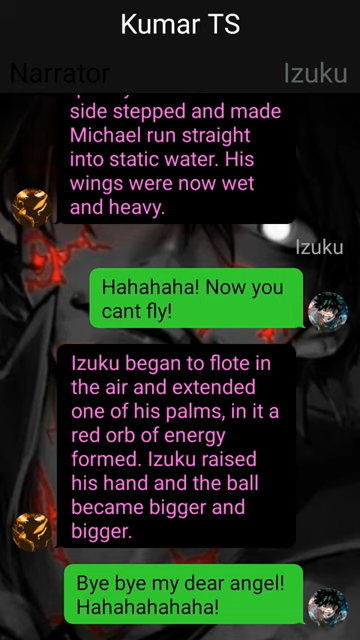 Kumar TS
Narrator
Izuku
side stepped and made
Michael run straight
into static water. His
wings were now wet
and heavy.
Izuku
Hahahaha! Now you
cant fly!
Izuku began to flote in
the air and extended
one of his palms, in it a
red orb of energy
formed. Izuku raised
his hand and the ball
became bigger and
bigger.
Bye bye my dear angel!
Hahahahahaha!